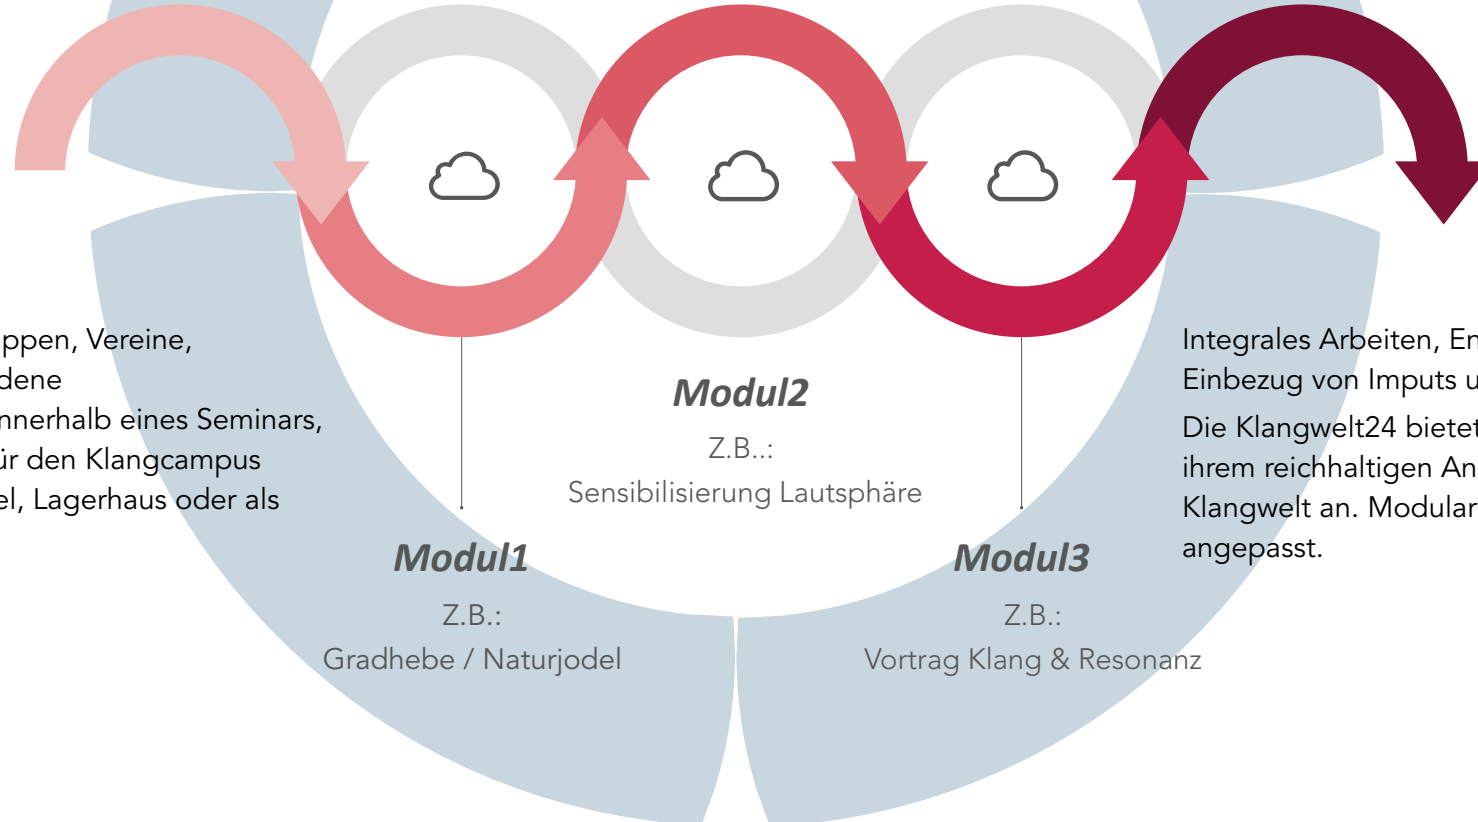 ppen, Vereine,
dene
nnerhalb eines Seminars,
ür den Klangcampus
el, Lagerhaus oder als
Modul1
Z.B.:
Gradhebe / Naturjodel
Modul2
Z.B..:
Sensibilisierung Lautsphäre
Modul3
Z.B.:
Vortrag Klang & Resonanz
Integrales Arbeiten, En
Einbezug von Imputs u
Die Klangwelt24 bietet
ihrem reichhaltigen An
Klangwelt an. Modular
angepasst.